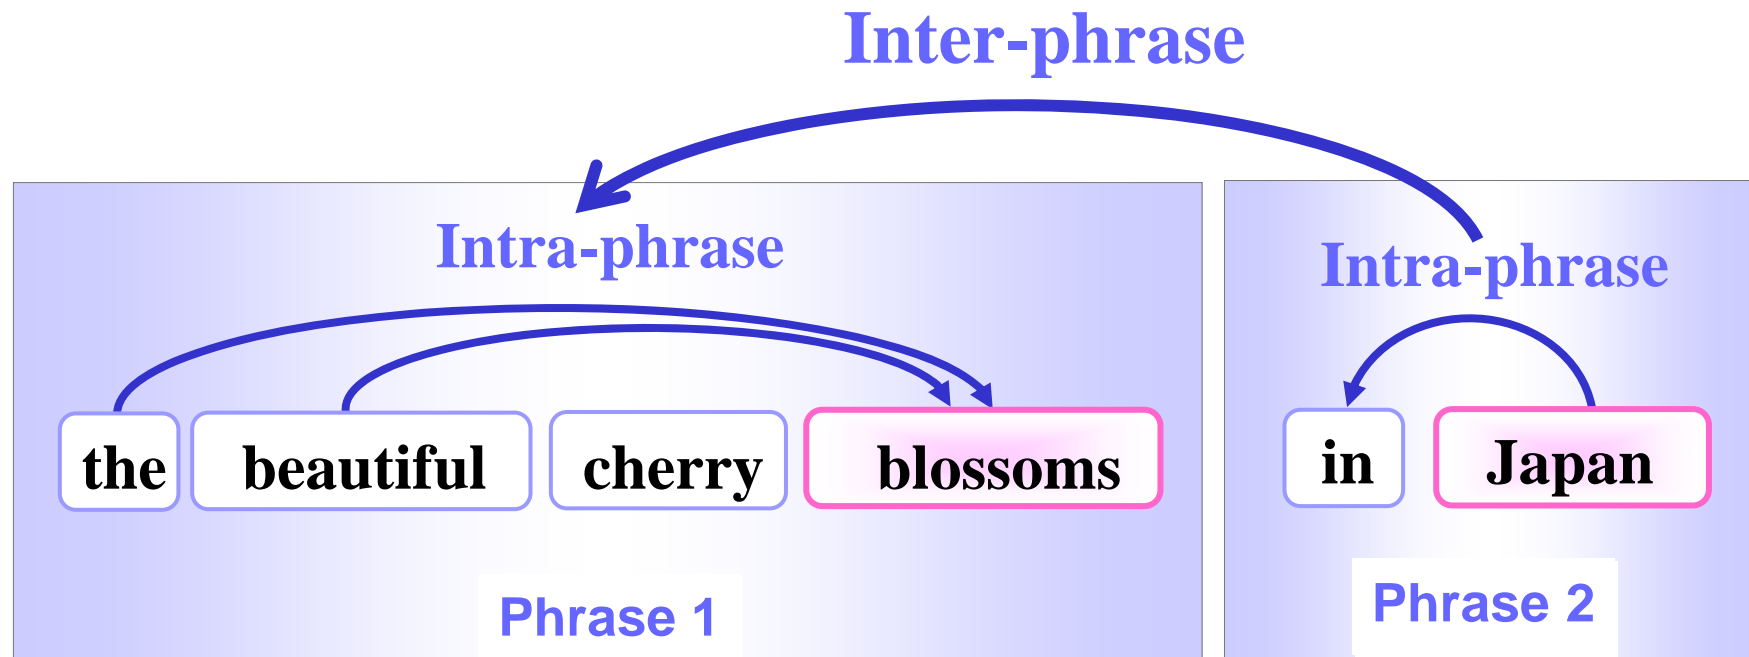 Inter-phrase
Intra-phrase
Intra-phrase
the beautiful cherry blossoms in Japan
Phrase 1
Phrase 2